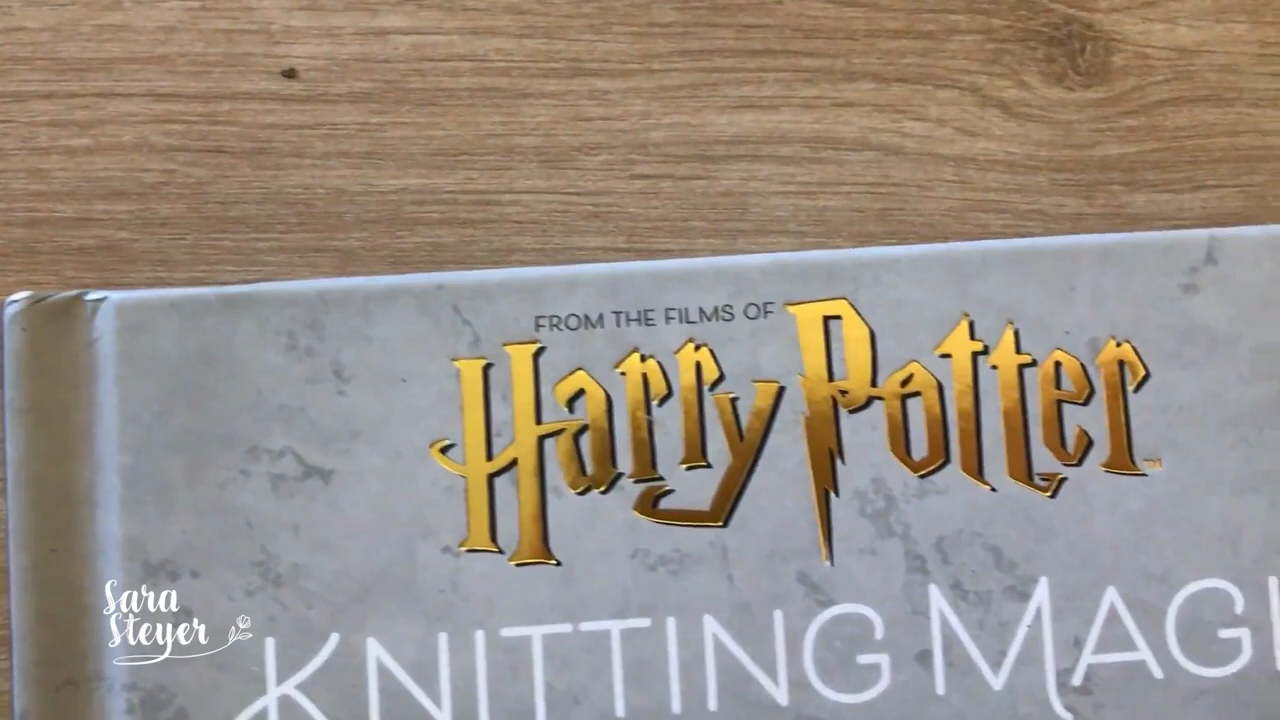 FROM THE FILMS OF
Harry Potter
KNITTING MAGI
Sara
Steyer